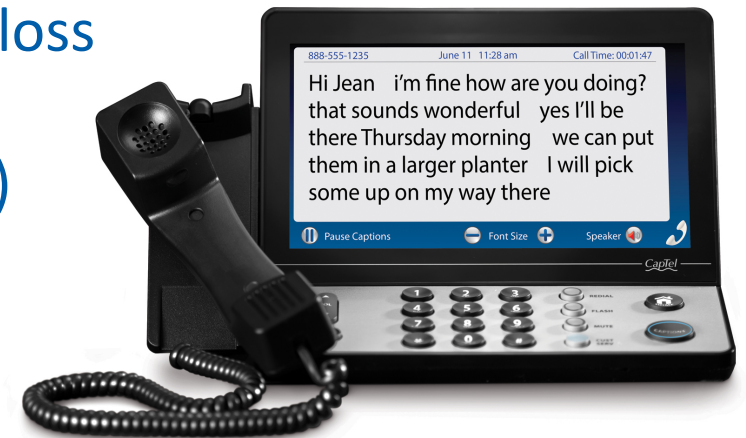 loss
)
888-555-1235 June 11 11:28 am Call Time: 00:01:47
Hi Jean i'm fine how are you doing?
that sounds wonderful yes I'll be
there Thursday morning we can put
them in a larger planter I will pick
some up on my way there
Pause Captions Font Size Speaker
CapTel
1 2 3 REDIAL
4 5 6 FLASH
7 8 9 MUTE
* 0 #
CAPTIONS